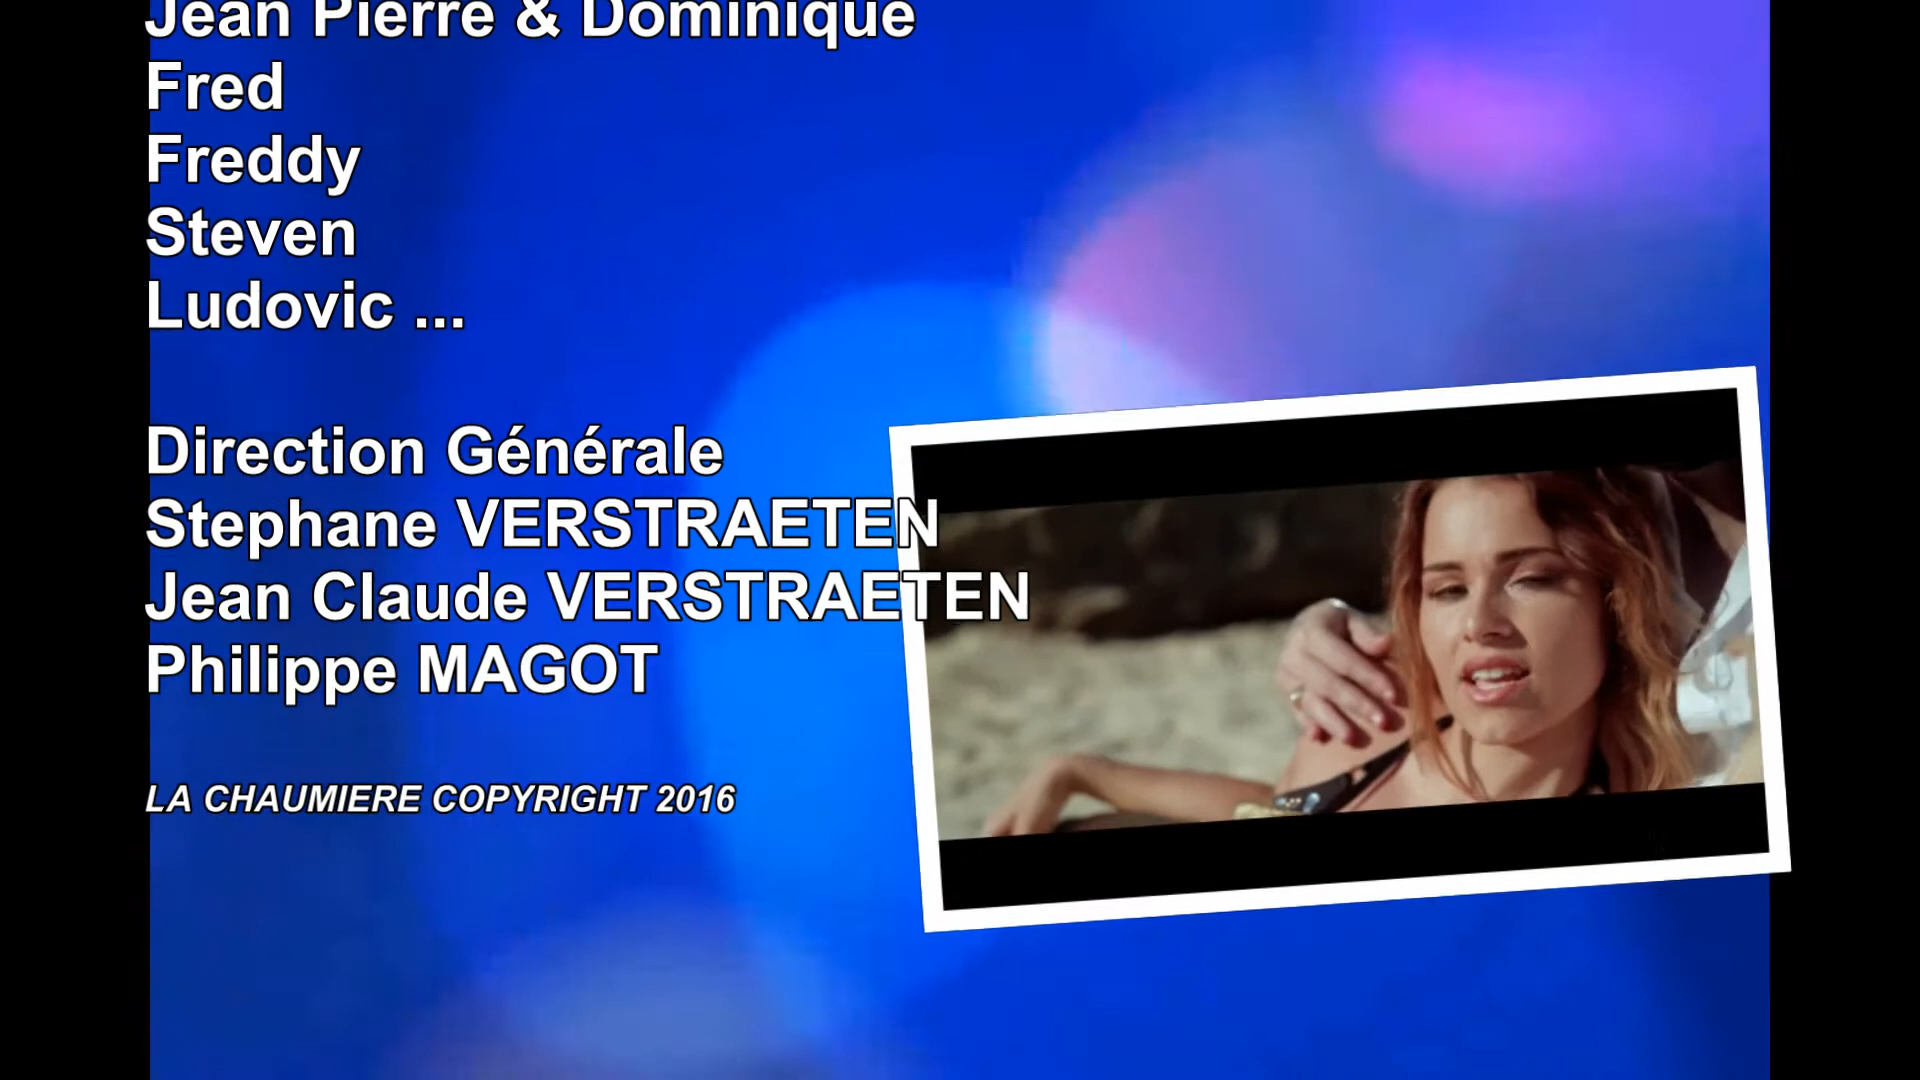 Jean Pierre & Dominique
Fred
Freddy
Steven
Ludovic ...
Direction Générale
Stephane VERSTRAETEN
Jean Claude VERSTRAETEN
Philippe MAGOT
LA CHAUMIERE COPYRIGHT 2016